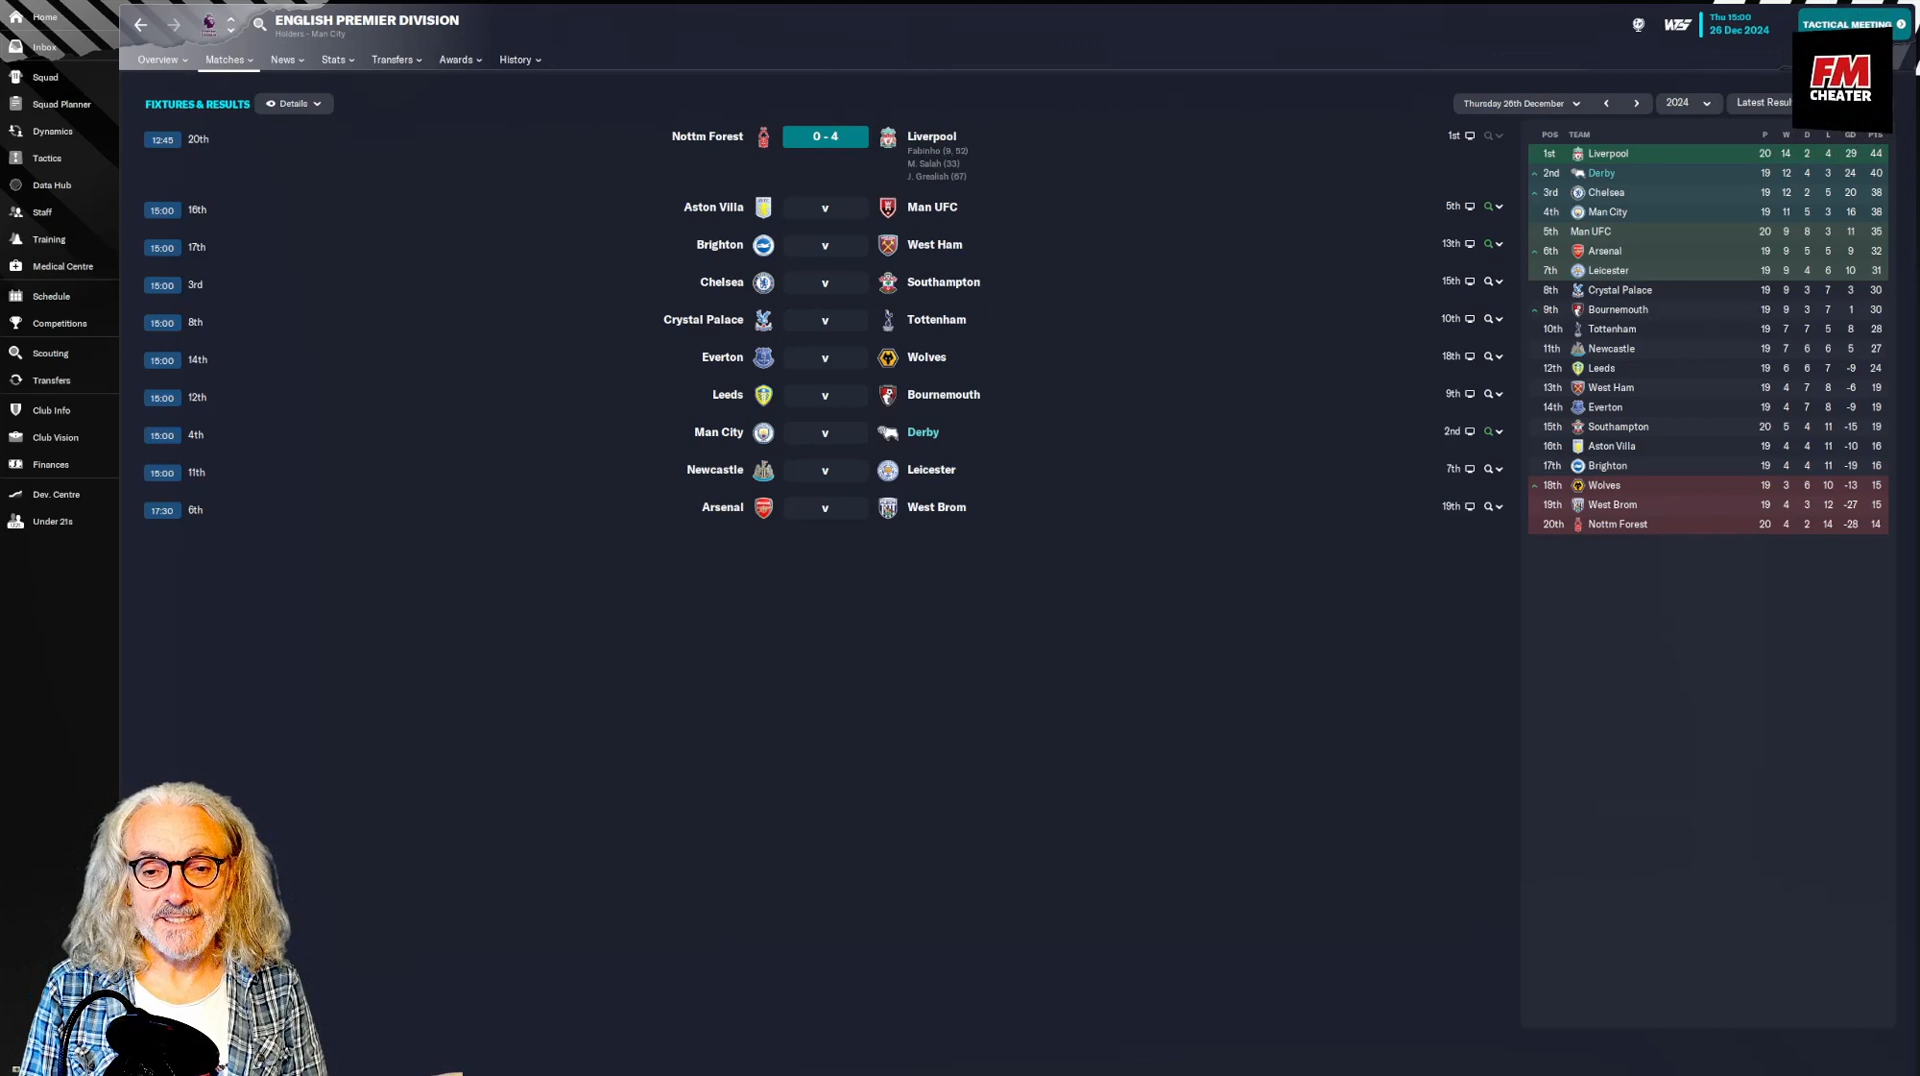 Home
Inbox
Squad
Squad Planner
Dynamics
Tactics
Data Hub
Staff
Training
Medical Centre
Schedule
Competitions
Scouting
Transfers
Club Info
Club Vision
Finances
Dev. Centre
Under 21s
ENGLISH PREMIER DIVISION
Holders - Man City
Thu 15:00
26 Dec 2024
TACTICAL MEETING
FM
CHEATER
Overview Matches News Stats Transfers Awards History
FIXTURES & RESULTS Details
Thursday 26th December 2024 Latest Resul
12:45 20th Nottm Forest 0 - 4 Liverpool 1st
Fabinho (9, 52)
M. Salah (33)
J. Grealish (67)
15:00 16th Aston Villa v Man UFC 5th
15:00 17th Brighton v West Ham 13th
15:00 3rd Chelsea v Southampton 15th
15:00 8th Crystal Palace v Tottenham 10th
15:00 14th Everton v Wolves 18th
15:00 12th Leeds v Bournemouth 9th
15:00 4th Man City v Derby 2nd
15:00 11th Newcastle v Leicester 7th
17:30 6th Arsenal v West Brom 19th
POS TEAM P W D L GD PTS
1st Liverpool 20 14 2 4 29 44
2nd Derby 19 12 4 3 24 40
3rd Chelsea 19 12 2 5 20 38
4th Man City 19 11 5 3 16 38
5th Man UFC 20 9 8 3 11 35
6th Arsenal 19 9 5 5 9 32
7th Leicester 19 9 4 6 10 31
8th Crystal Palace 19 9 3 7 3 30
9th Bournemouth 19 9 3 7 1 30
10th Tottenham 19 7 7 5 8 28
11th Newcastle 19 7 6 6 5 27
12th Leeds 19 6 6 7 -9 24
13th West Ham 19 4 7 8 -6 19
14th Everton 19 4 7 8 -9 19
15th Southampton 20 5 4 11 -15 19
16th Aston Villa 19 4 4 11 -10 16
17th Brighton 19 4 4 11 -19 16
18th Wolves 19 3 6 10 -13 15
19th West Brom 19 4 3 12 -27 15
20th Nottm Forest 20 4 2 14 -28 14